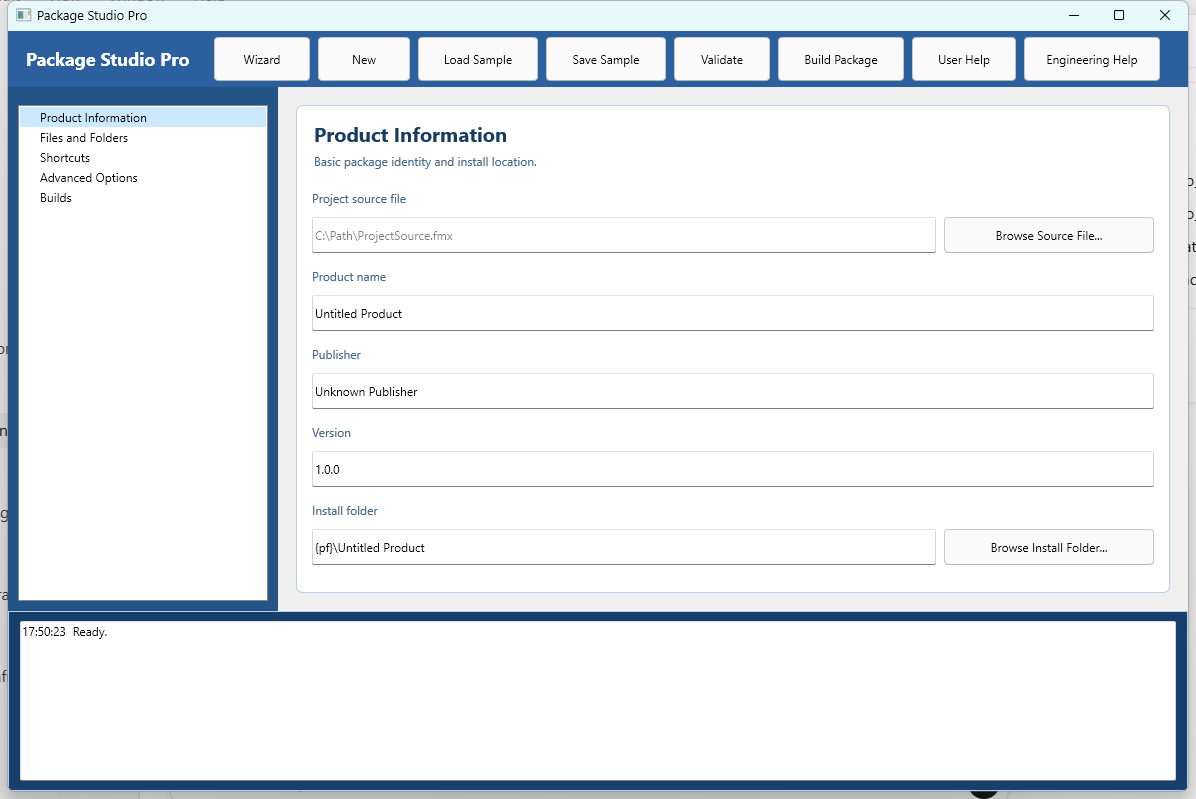 Package Studio Pro
Package Studio Pro
Wizard
New
Load Sample
Save Sample
Validate
Build Package
User Help
Engineering Help
Product Information
Files and Folders
Shortcuts
Advanced Options
Builds
Product Information
Basic package identity and install location.
Project source file
C:\Path\ProjectSource.fmx
Browse Source File...
Product name
Untitled Product
Publisher
Unknown Publisher
Version
1.0.0
Install folder
{pf}\Untitled Product
Browse Install Folder...
17:50:23 Ready.